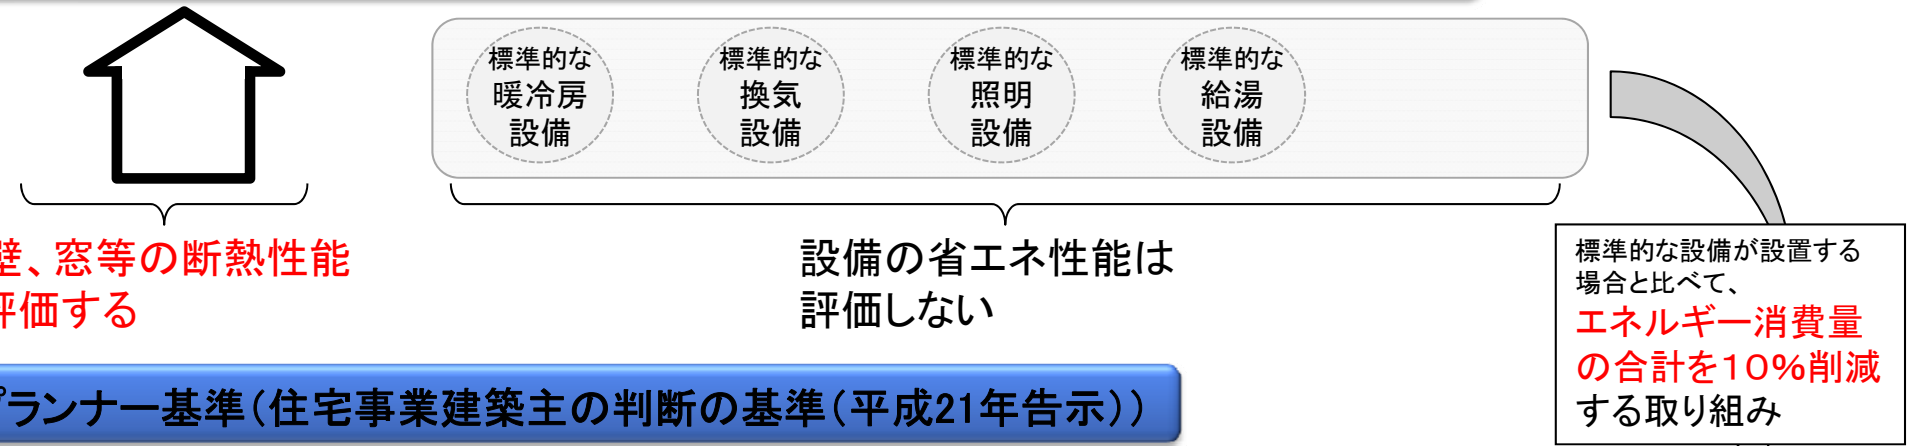 標準的な
暖冷房
設備
標準的な
換気
設備
標準的な
照明
設備
標準的な
給湯
設備
壁、窓等の断熱性能
評価する
設備の省エネ性能は
評価しない
標準的な設備が設置する
場合と比べて、
エネルギー消費量
の合計を10%削減
する取り組み
プランナー基準(住宅事業建築主の判断の基準(平成21年告示))